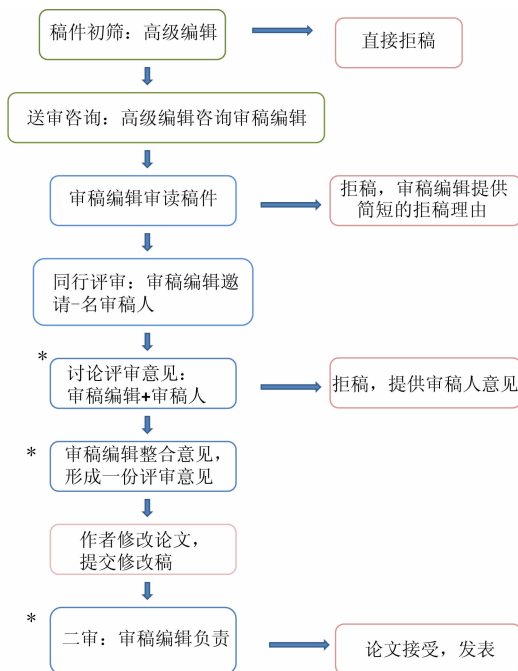 稿件初筛：高级编辑
直接拒稿
送审咨询：高级编辑咨询审稿编辑
审稿编辑审读稿件
拒稿，审稿编辑提供
简短的拒稿理由
同行评审：审稿编辑邀
请-名审稿人
*
讨论评审意见：
审稿编辑+审稿人
拒稿，提供审稿人意见
*
审稿编辑整合意见，
形成一份评审意见
作者修改论文，
提交修改稿
*
二审：审稿编辑负责
论文接受，发表